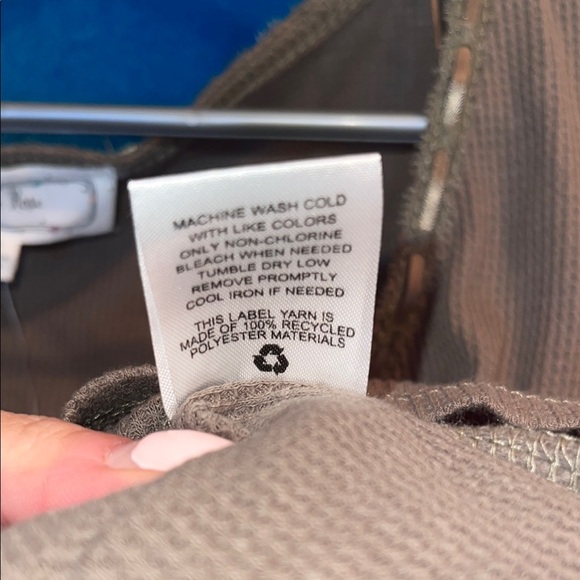 MACHINE WASH COLD
WITH LIKE COLORS
ONLY NON-CHLORINE
BLEACH WHEN NEEDED
TUMBLE DRY LOW
REMOVE PROMPTLY
COOL IRON IF NEEDED
THIS LABEL YARN IS
MADE OF 100% RECYCLED
POLYESTER MATERIALS